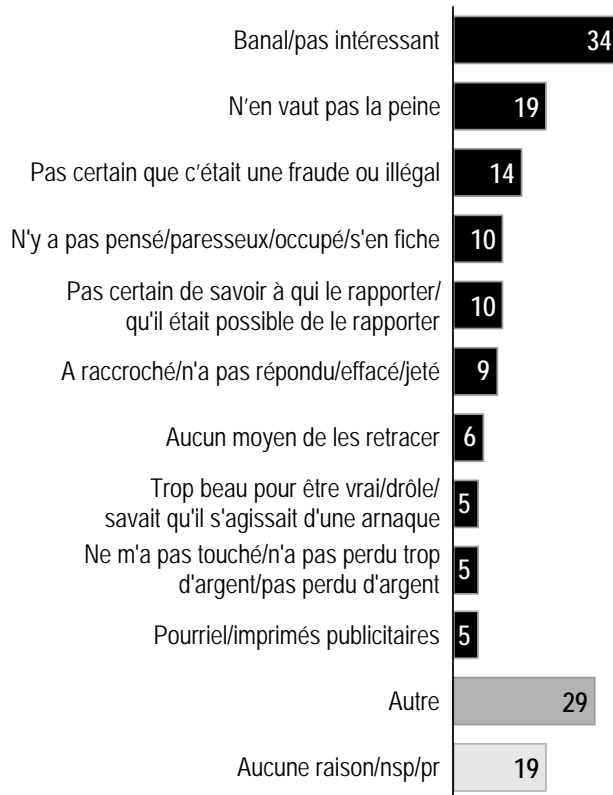 Banal/pas intéressant 34
N’en vaut pas la peine 19
Pas certain que c’était une fraude ou illégal 14
N'y a pas pensé/paresseux/occupé/s'en fiche 10
Pas certain de savoir à qui le rapporter/
qu'il était possible de le rapporter 10
A raccroché/n'a pas répondu/effacé/jeté 9
Aucun moyen de les retracer 6
Trop beau pour être vrai/drôle/
savait qu'il s'agissait d'une arnaque 5
Ne m'a pas touché/n'a pas perdu trop
d'argent/pas perdu d'argent 5
Pourriel/imprimés publicitaires 5
Autre 29
Aucune raison/nsp/pr 19